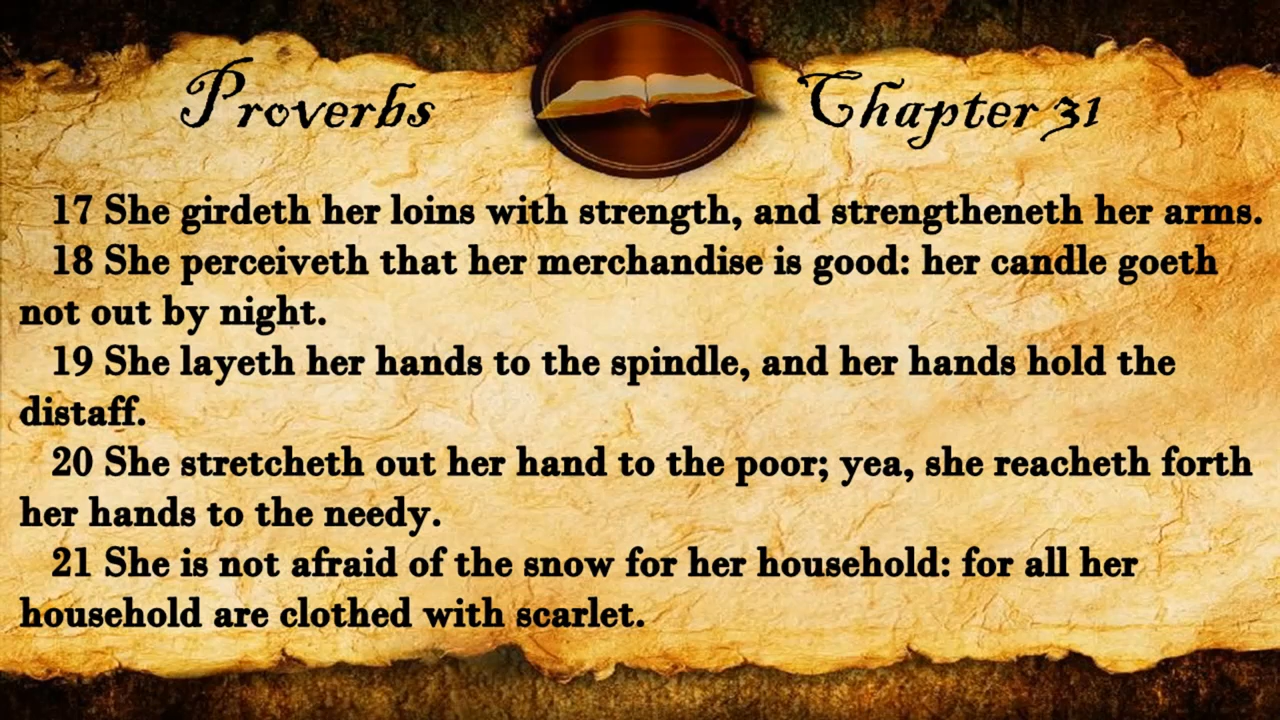 Proverbs Chapter 31
17 She girdeth her loins with strength, and strengtheneth her arms.
18 She perceiveth that her merchandise is good: her candle goeth
not out by night.
19 She layeth her hands to the spindle, and her hands hold the
distaff.
20 She stretcheth out her hand to the poor; yea, she reacheth forth
her hands to the needy.
21 She is not afraid of the snow for her household: for all her
household are clothed with scarlet.